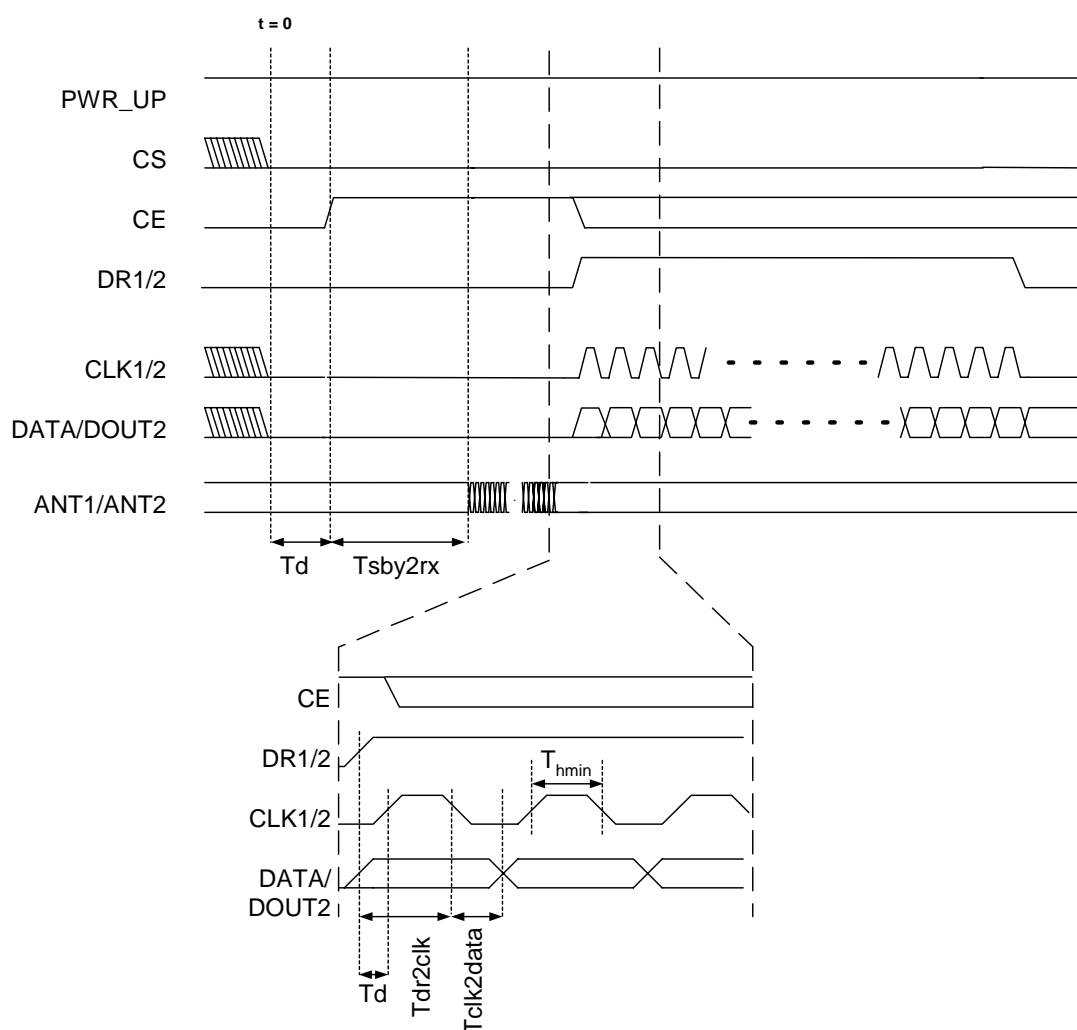 t = 0
PWR_UP
CS
CE
DR1/2
CLK1/2
DATA/DOUT2
ANT1/ANT2
Td
Tsby2rx
CE
DR1/2
Thmin
CLK1/2
DATA/
DOUT2
Td
Tdr2clk
Tclk2data